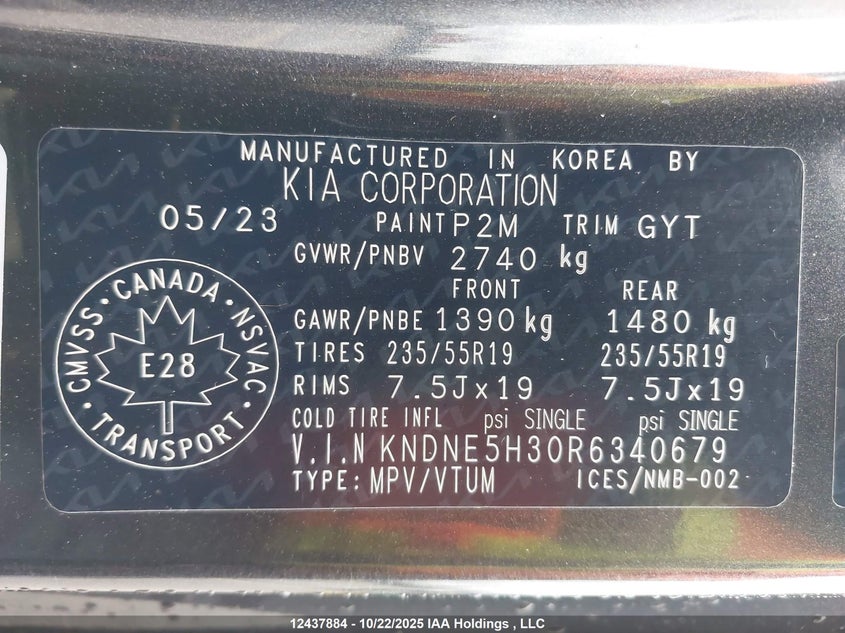 MANUFACTURED IN KOREA BY
KIA CORPORATION
05/23 PAINT P2M TRIM GYT
GVWR/PNBV 2740 kg
FRONT REAR
GAWR/PNBE 1390 kg 1480 kg
TIRES 235/55R19 235/55R19
RIMS 7.5Jx19 7.5Jx19
COLD TIRE INFL psi SINGLE psi SINGLE
V.I.N KNDNE5H30R6340679
TYPE: MPV/VTUM ICES/NMB-002
CMVSS • CANADA • NSVAC • TRANSPORT •
E28
12437884 - 10/22/2025 IAA Holdings , LLC